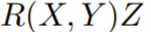 R(X, Y)Z